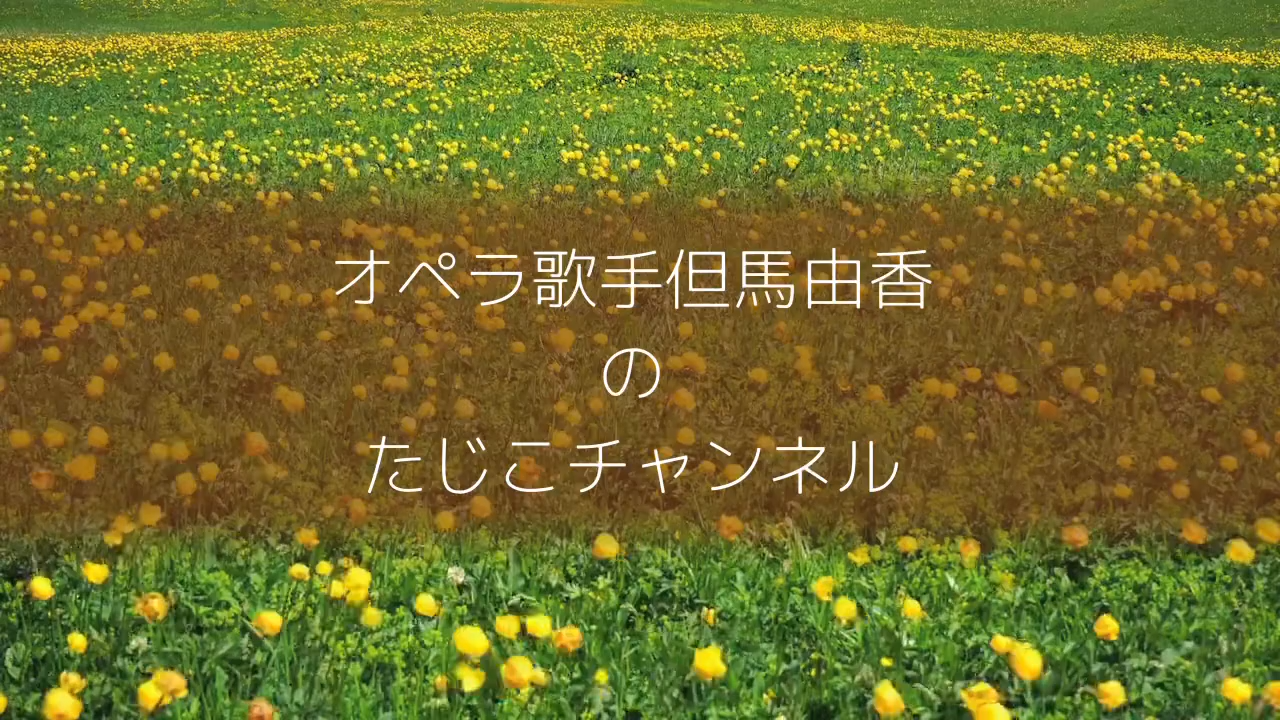 オペラ歌手但馬由香
の
たじこチャンネル